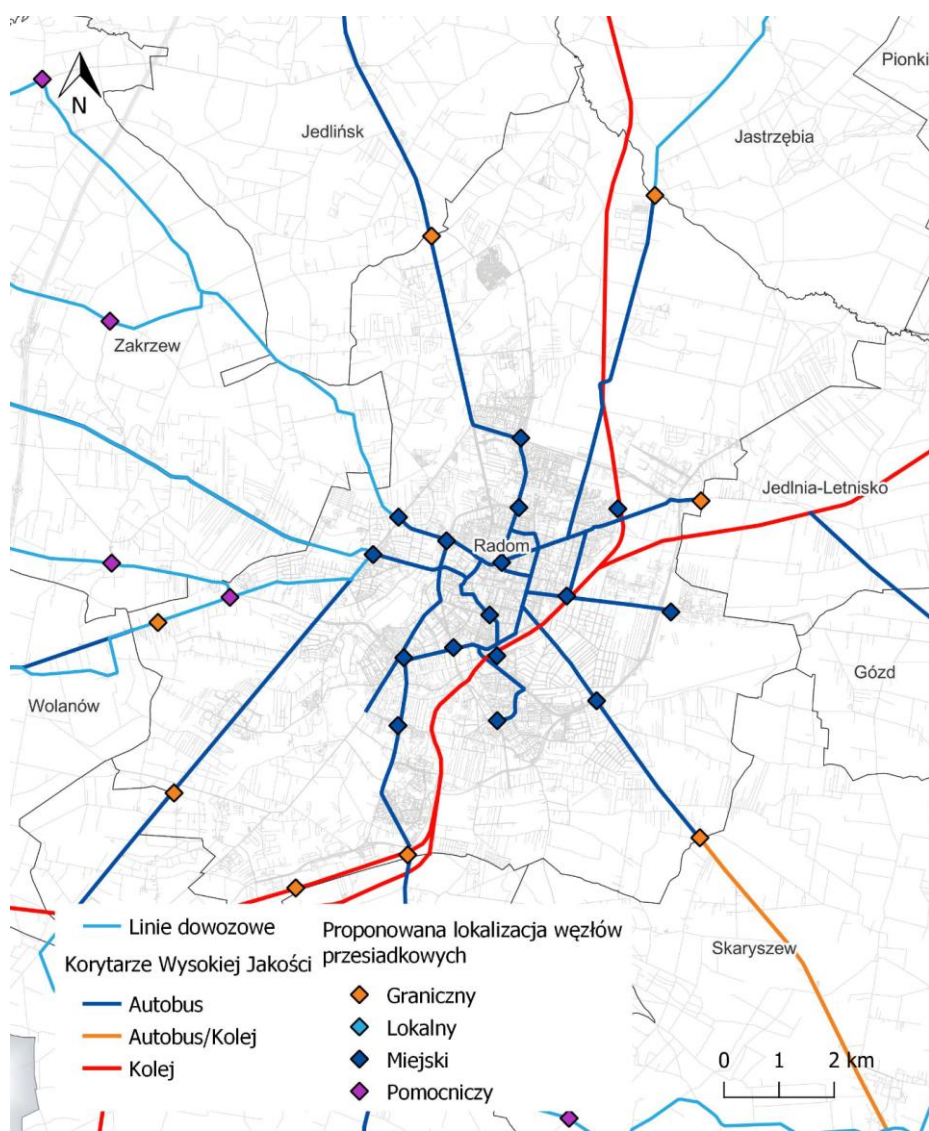 Pionki
N
Jedlińsk
Jastrzębia
Zakrzew
Jedlnia-Letnisko
Radom
Gózd
Wolanów
Skaryszew
Linie dowozowe
Korytarze Wysokiej Jakości
Autobus
Autobus/Kolej
Kolej
Proponowana lokalizacja węzłów
przesiadkowych
Graniczny
Lokalny
Miejski
Pomocniczy
0 1 2 km